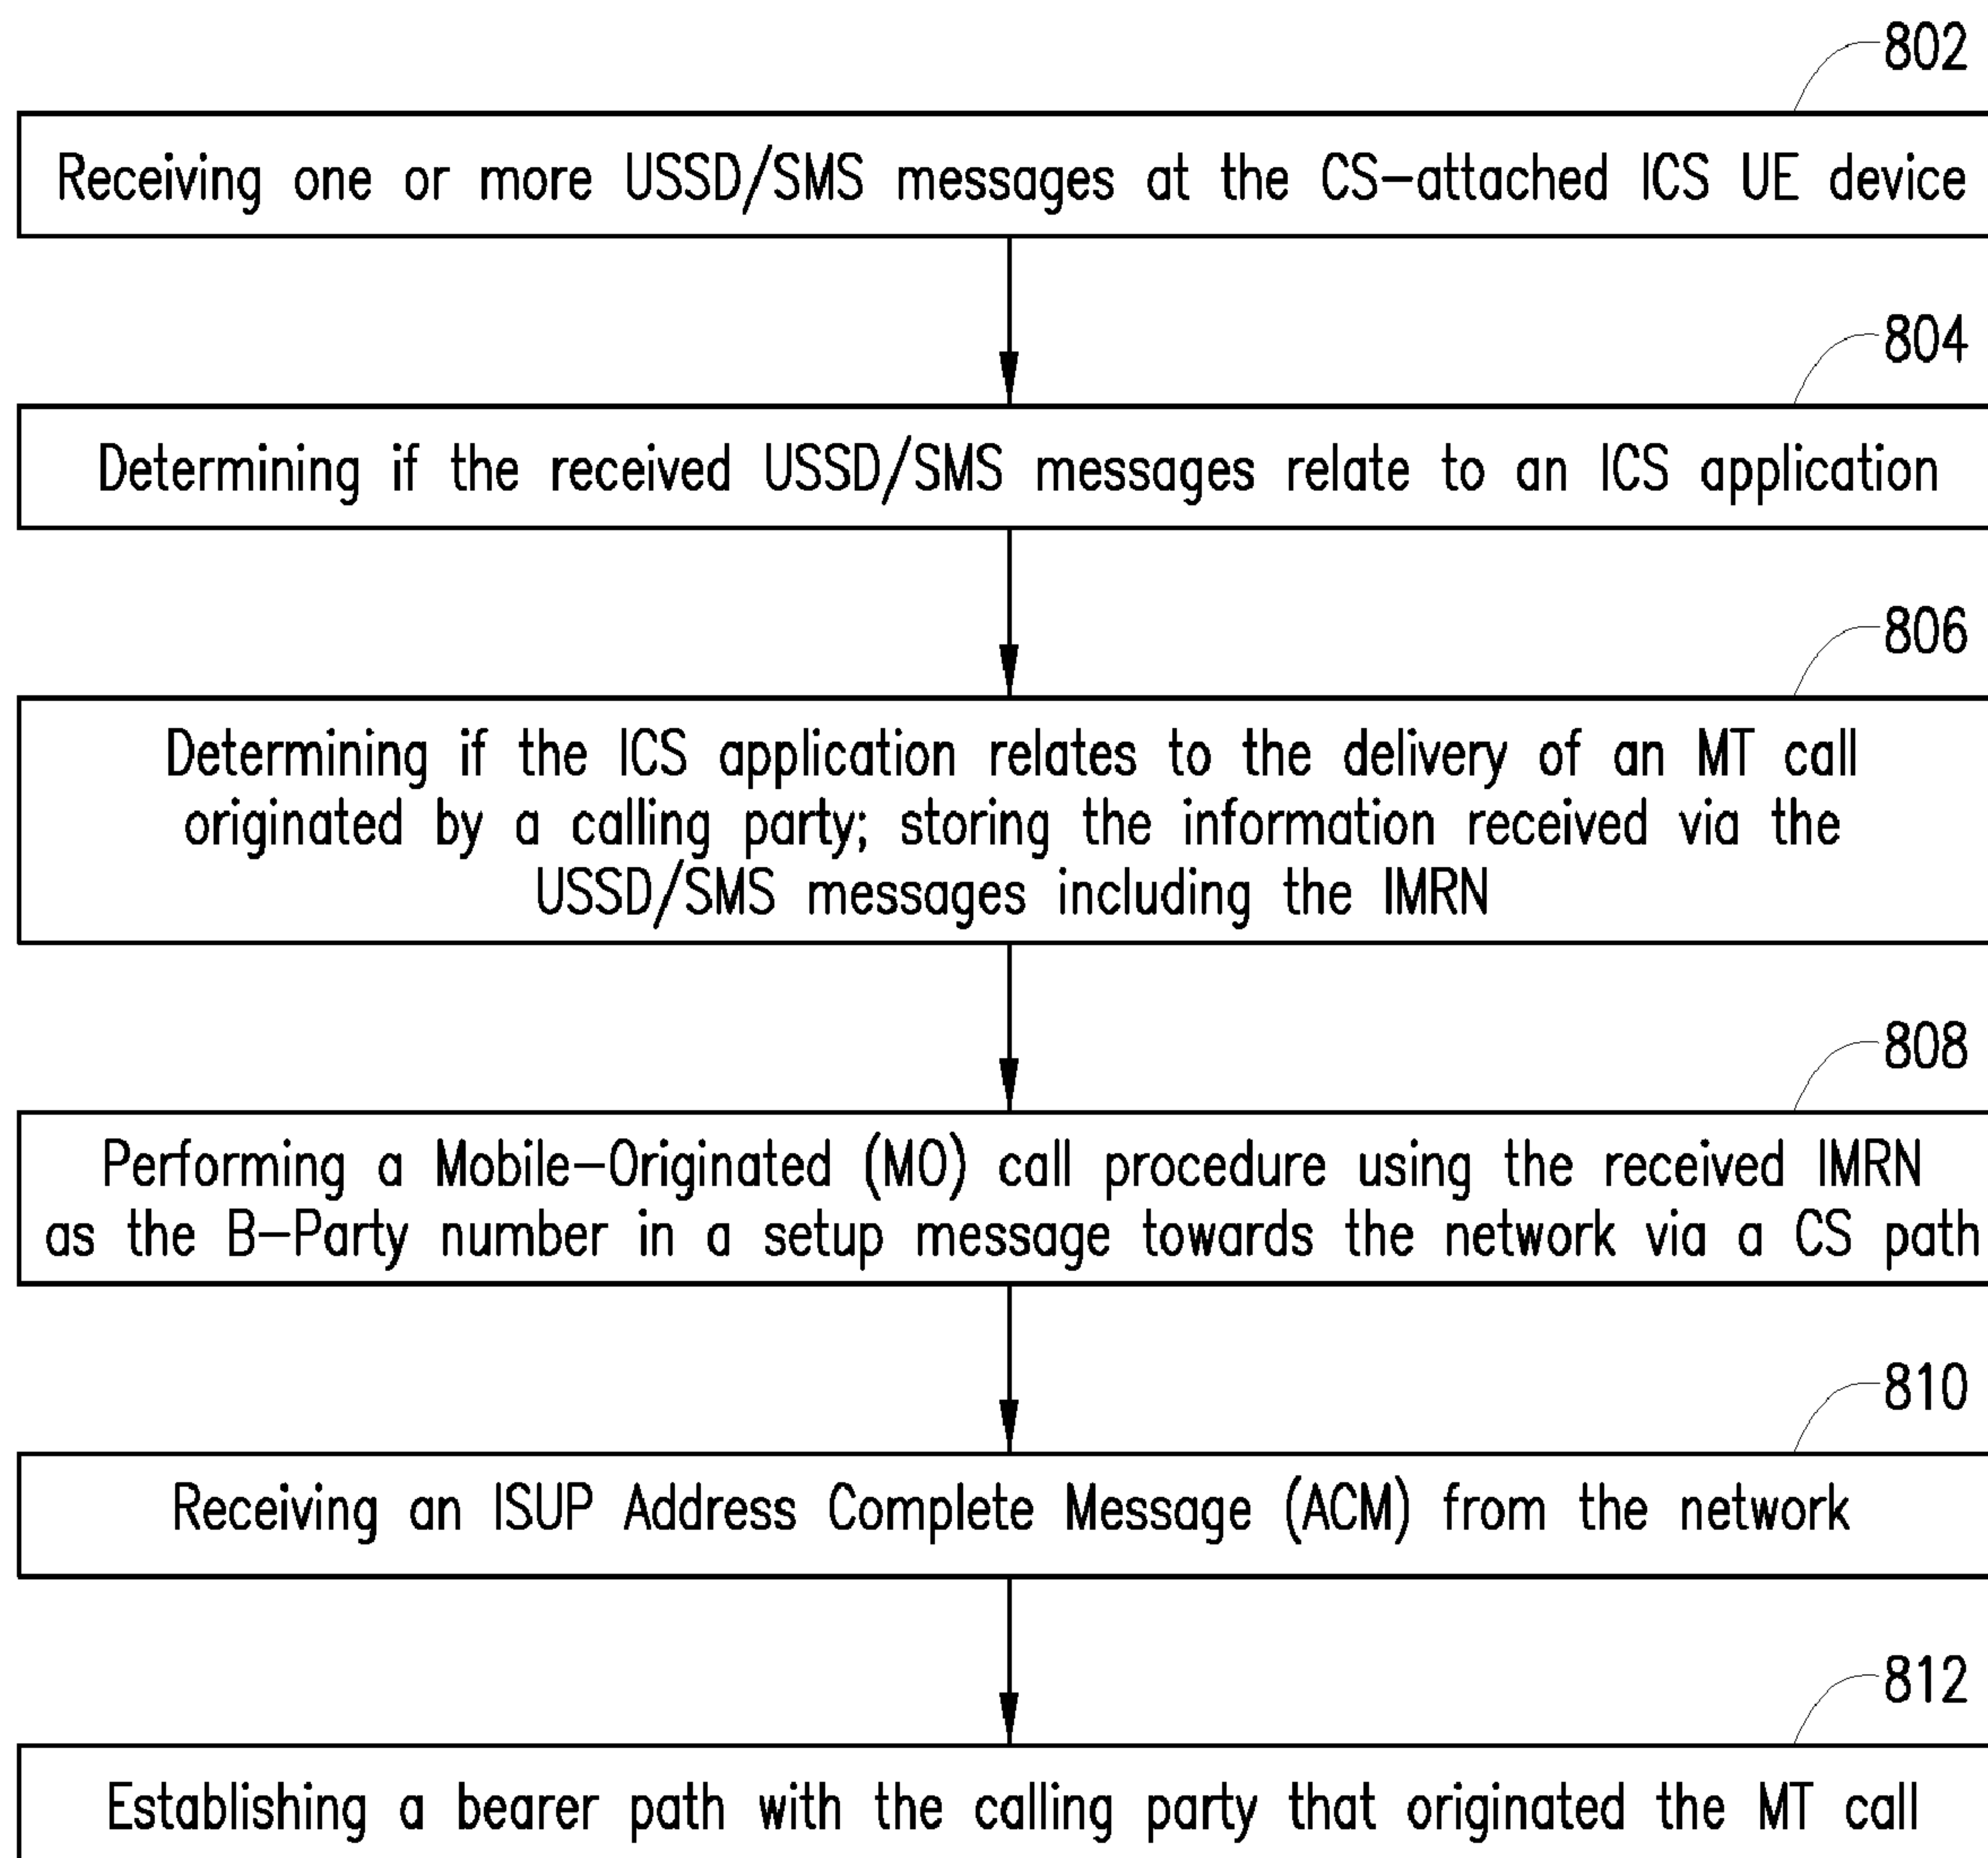 802
Receiving one or more USSD/SMS messages at the CS-attached ICS UE device
804
Determining if the received USSD/SMS messages relate to an ICS application
806
Determining if the ICS application relates to the delivery of an MT call
originated by a calling party; storing the information received via the
USSD/SMS messages including the IMRN
808
Performing a Mobile-Originated (MO) call procedure using the received IMRN
as the B-Party number in a setup message towards the network via a CS path
810
Receiving an ISUP Address Complete Message (ACM) from the network
812
Establishing a bearer path with the calling party that originated the MT call